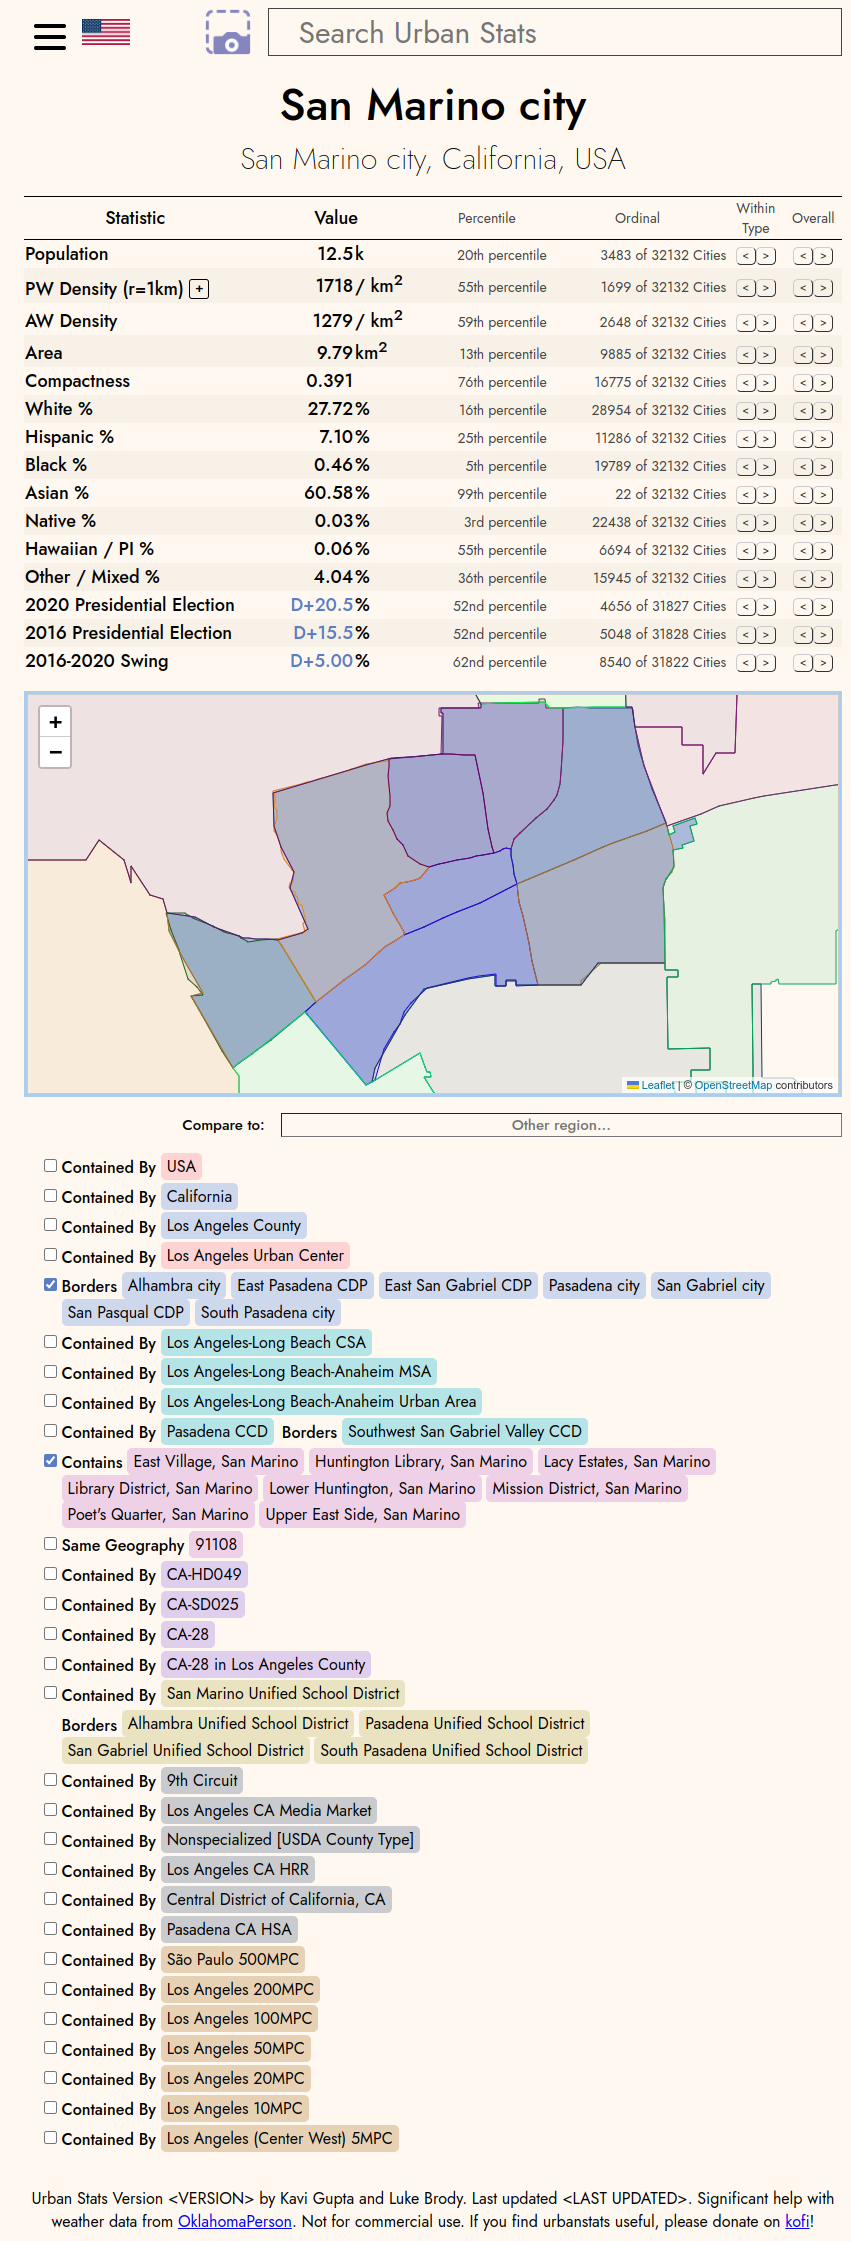 Search Urban Stats
San Marino city
San Marino city, California, USA
Statistic Value Percentile Ordinal Within Type Overall
Population 12.5k 20th percentile 3483 of 32132 Cities < > < >
PW Density (r=1km) + 1718 / km2 55th percentile 1699 of 32132 Cities < > < >
AW Density 1279 / km2 59th percentile 2648 of 32132 Cities < > < >
Area 9.79 km2 13th percentile 9885 of 32132 Cities < > < >
Compactness 0.391 76th percentile 16775 of 32132 Cities < > < >
White % 27.72% 16th percentile 28954 of 32132 Cities < > < >
Hispanic % 7.10% 25th percentile 11286 of 32132 Cities < > < >
Black % 0.46% 5th percentile 19789 of 32132 Cities < > < >
Asian % 60.58% 99th percentile 22 of 32132 Cities < > < >
Native % 0.03% 3rd percentile 22438 of 32132 Cities < > < >
Hawaiian / PI % 0.06% 55th percentile 6694 of 32132 Cities < > < >
Other / Mixed % 4.04% 36th percentile 15945 of 32132 Cities < > < >
2020 Presidential Election D+20.5% 52nd percentile 4656 of 31827 Cities < > < >
2016 Presidential Election D+15.5% 52nd percentile 5048 of 31828 Cities < > < >
2016-2020 Swing D+5.00% 62nd percentile 8540 of 31822 Cities < > < >
+
−
Leaflet | © OpenStreetMap contributors
Compare to: Other region...
Contained By USA
Contained By California
Contained By Los Angeles County
Contained By Los Angeles Urban Center
Borders Alhambra city East Pasadena CDP East San Gabriel CDP Pasadena city San Gabriel city
San Pasqual CDP South Pasadena city
Contained By Los Angeles-Long Beach CSA
Contained By Los Angeles-Long Beach-Anaheim MSA
Contained By Los Angeles-Long Beach-Anaheim Urban Area
Contained By Pasadena CCD Borders Southwest San Gabriel Valley CCD
Contains East Village, San Marino Huntington Library, San Marino Lacy Estates, San Marino
Library District, San Marino Lower Huntington, San Marino Mission District, San Marino
Poet's Quarter, San Marino Upper East Side, San Marino
Same Geography 91108
Contained By CA-HD049
Contained By CA-SD025
Contained By CA-28
Contained By CA-28 in Los Angeles County
Contained By San Marino Unified School District
Borders Alhambra Unified School District Pasadena Unified School District
San Gabriel Unified School District South Pasadena Unified School District
Contained By 9th Circuit
Contained By Los Angeles CA Media Market
Contained By Nonspecialized [USDA County Type]
Contained By Los Angeles CA HRR
Contained By Central District of California, CA
Contained By Pasadena CA HSA
Contained By São Paulo 500MPC
Contained By Los Angeles 200MPC
Contained By Los Angeles 100MPC
Contained By Los Angeles 50MPC
Contained By Los Angeles 20MPC
Contained By Los Angeles 10MPC
Contained By Los Angeles (Center West) 5MPC
Urban Stats Version <VERSION> by Kavi Gupta and Luke Brody. Last updated <LAST UPDATED>. Significant help with
weather data from OklahomaPerson. Not for commercial use. If you find urbanstats useful, please donate on kofi!